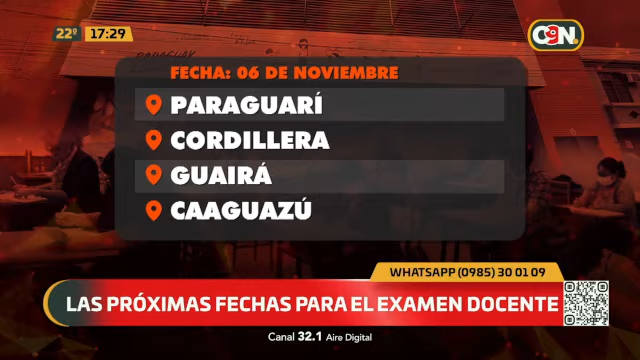 22º 17:29
C9N
FECHA: 06 DE NOVIEMBRE
PARAGUARÍ
CORDILLERA
GUAIRÁ
CAAGUAZÚ
WHATSAPP (0985) 30 01 09
LAS PRÓXIMAS FECHAS PARA EL EXAMEN DOCENTE
Canal 32.1 Aire Digital